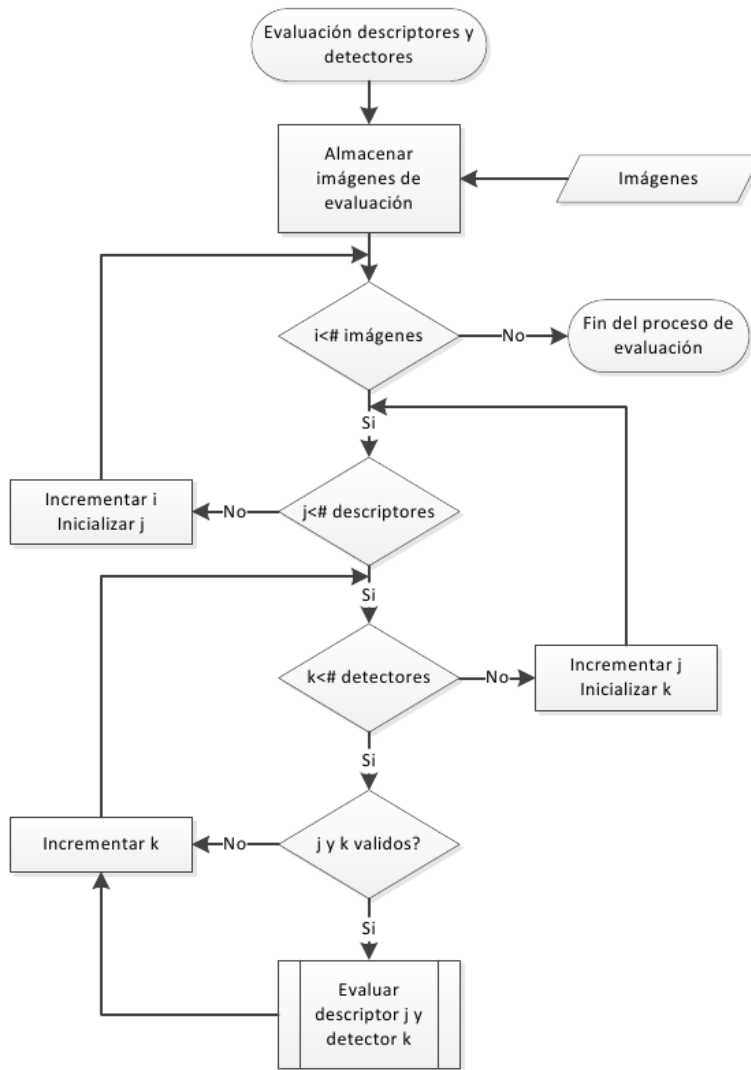 Evaluación descriptores y
detectores
Almacenar
imágenes de
evaluación
Imágenes
i<# imágenes
No
Fin del proceso de
evaluación
Si
j<# descriptores
No
Incrementar i
Inicializar j
Si
k<# detectores
No
Incrementar j
Inicializar k
Si
j y k validos?
No
Incrementar k
Si
Evaluar
descriptor j y
detector k